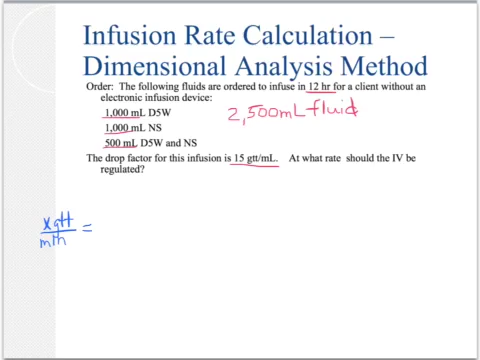 Infusion Rate Calculation –
Dimensional Analysis Method
Order: The following fluids are ordered to infuse in 12 hr for a client without an
electronic infusion device:
1,000 mL D5W
2,500mL fluid
1,000 mL NS
500 mL D5W and NS
The drop factor for this infusion is 15 gtt/mL. At what rate should the IV be
regulated?
x gtt
min =